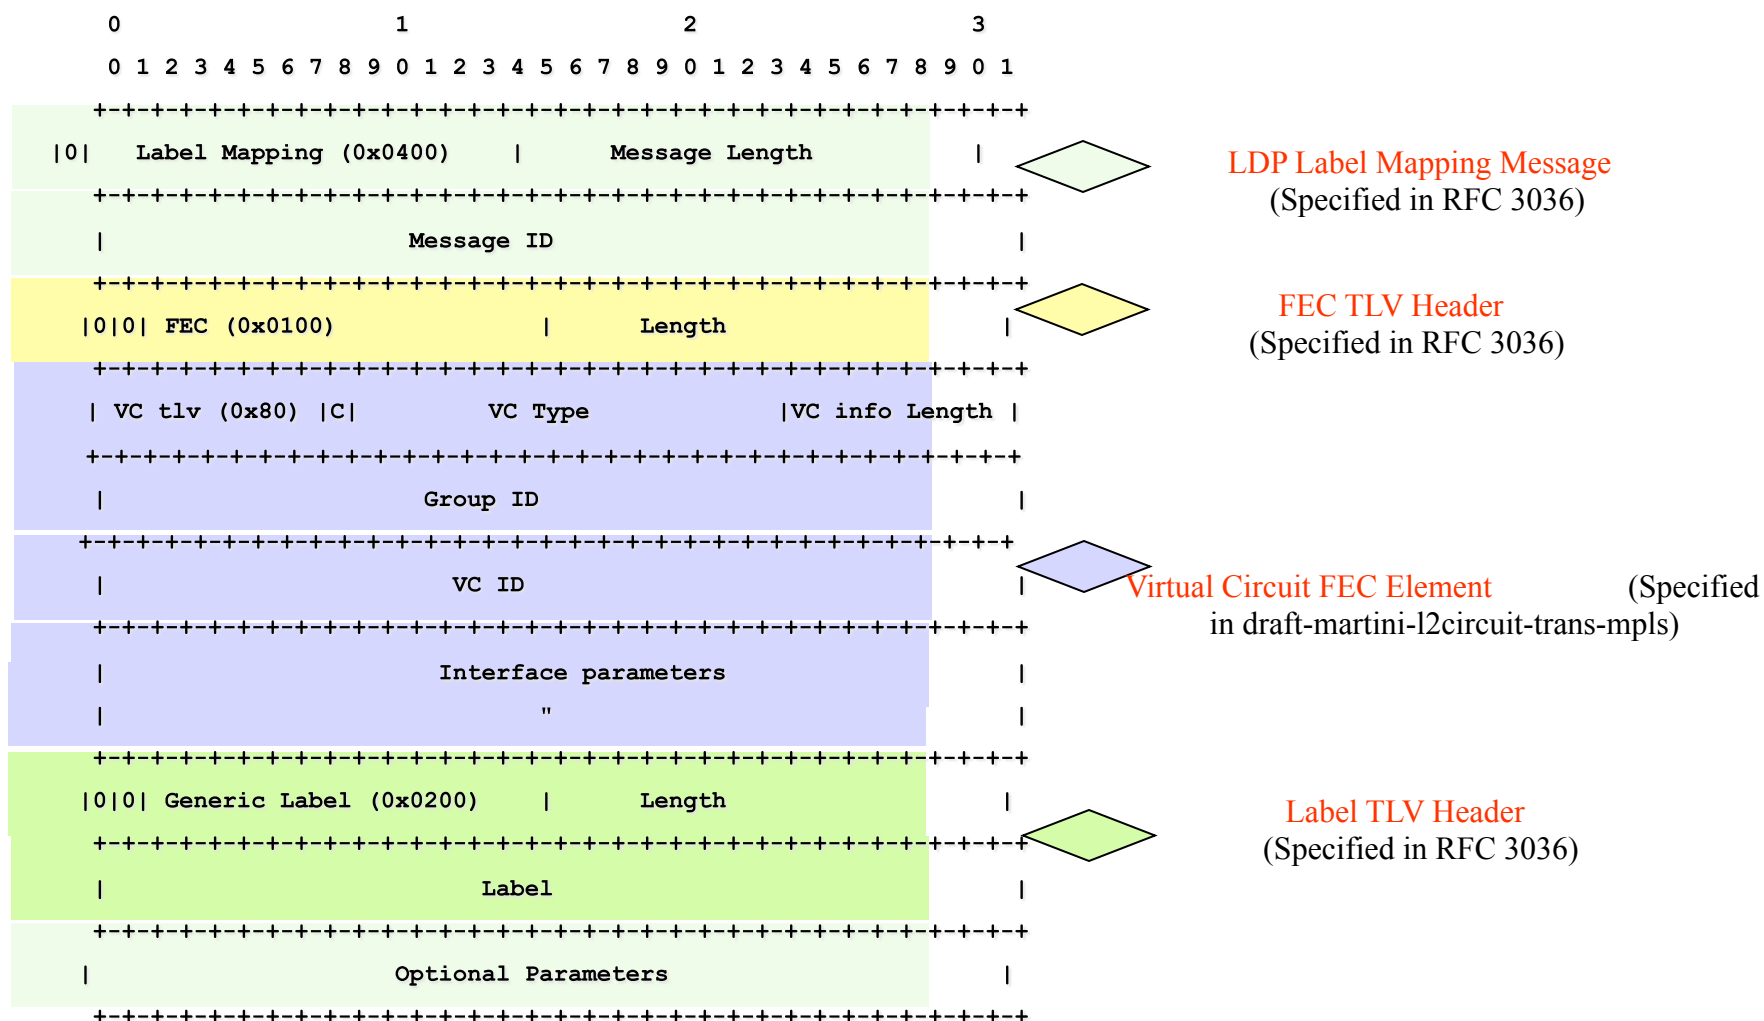 0 1 2 3
0 1 2 3 4 5 6 7 8 9 0 1 2 3 4 5 6 7 8 9 0 1 2 3 4 5 6 7 8 9 0 1
+-+-+-+-+-+-+-+-+-+-+-+-+-+-+-+-+-+-+-+-+-+-+-+-+-+-+-+-+-+-+-+-+
|0| Label Mapping (0x0400) | Message Length |
LDP Label Mapping Message
(Specified in RFC 3036)
+-+-+-+-+-+-+-+-+-+-+-+-+-+-+-+-+-+-+-+-+-+-+-+-+-+-+-+-+-+-+-+-+
| Message ID |
+-+-+-+-+-+-+-+-+-+-+-+-+-+-+-+-+-+-+-+-+-+-+-+-+-+-+-+-+-+-+-+-+
|0|0| FEC (0x0100) | Length |
FEC TLV Header
(Specified in RFC 3036)
+-+-+-+-+-+-+-+-+-+-+-+-+-+-+-+-+-+-+-+-+-+-+-+-+-+-+-+-+-+-+-+-+
| VC tlv (0x80) |C| VC Type |VC info Length |
+-+-+-+-+-+-+-+-+-+-+-+-+-+-+-+-+-+-+-+-+-+-+-+-+-+-+-+-+-+-+-+-+
| Group ID |
+-+-+-+-+-+-+-+-+-+-+-+-+-+-+-+-+-+-+-+-+-+-+-+-+-+-+-+-+-+-+-+-+
| VC ID |
Virtual Circuit FEC Element (Specified
in draft-martini-l2circuit-trans-mpls)
+-+-+-+-+-+-+-+-+-+-+-+-+-+-+-+-+-+-+-+-+-+-+-+-+-+-+-+-+-+-+-+-+
| Interface parameters |
| " |
+-+-+-+-+-+-+-+-+-+-+-+-+-+-+-+-+-+-+-+-+-+-+-+-+-+-+-+-+-+-+-+-+
|0|0| Generic Label (0x0200) | Length |
Label TLV Header
(Specified in RFC 3036)
+-+-+-+-+-+-+-+-+-+-+-+-+-+-+-+-+-+-+-+-+-+-+-+-+-+-+-+-+-+-+-+-+
| Label |
+-+-+-+-+-+-+-+-+-+-+-+-+-+-+-+-+-+-+-+-+-+-+-+-+-+-+-+-+-+-+-+-+
| Optional Parameters |
+-+-+-+-+-+-+-+-+-+-+-+-+-+-+-+-+-+-+-+-+-+-+-+-+-+-+-+-+-+-+-+-+